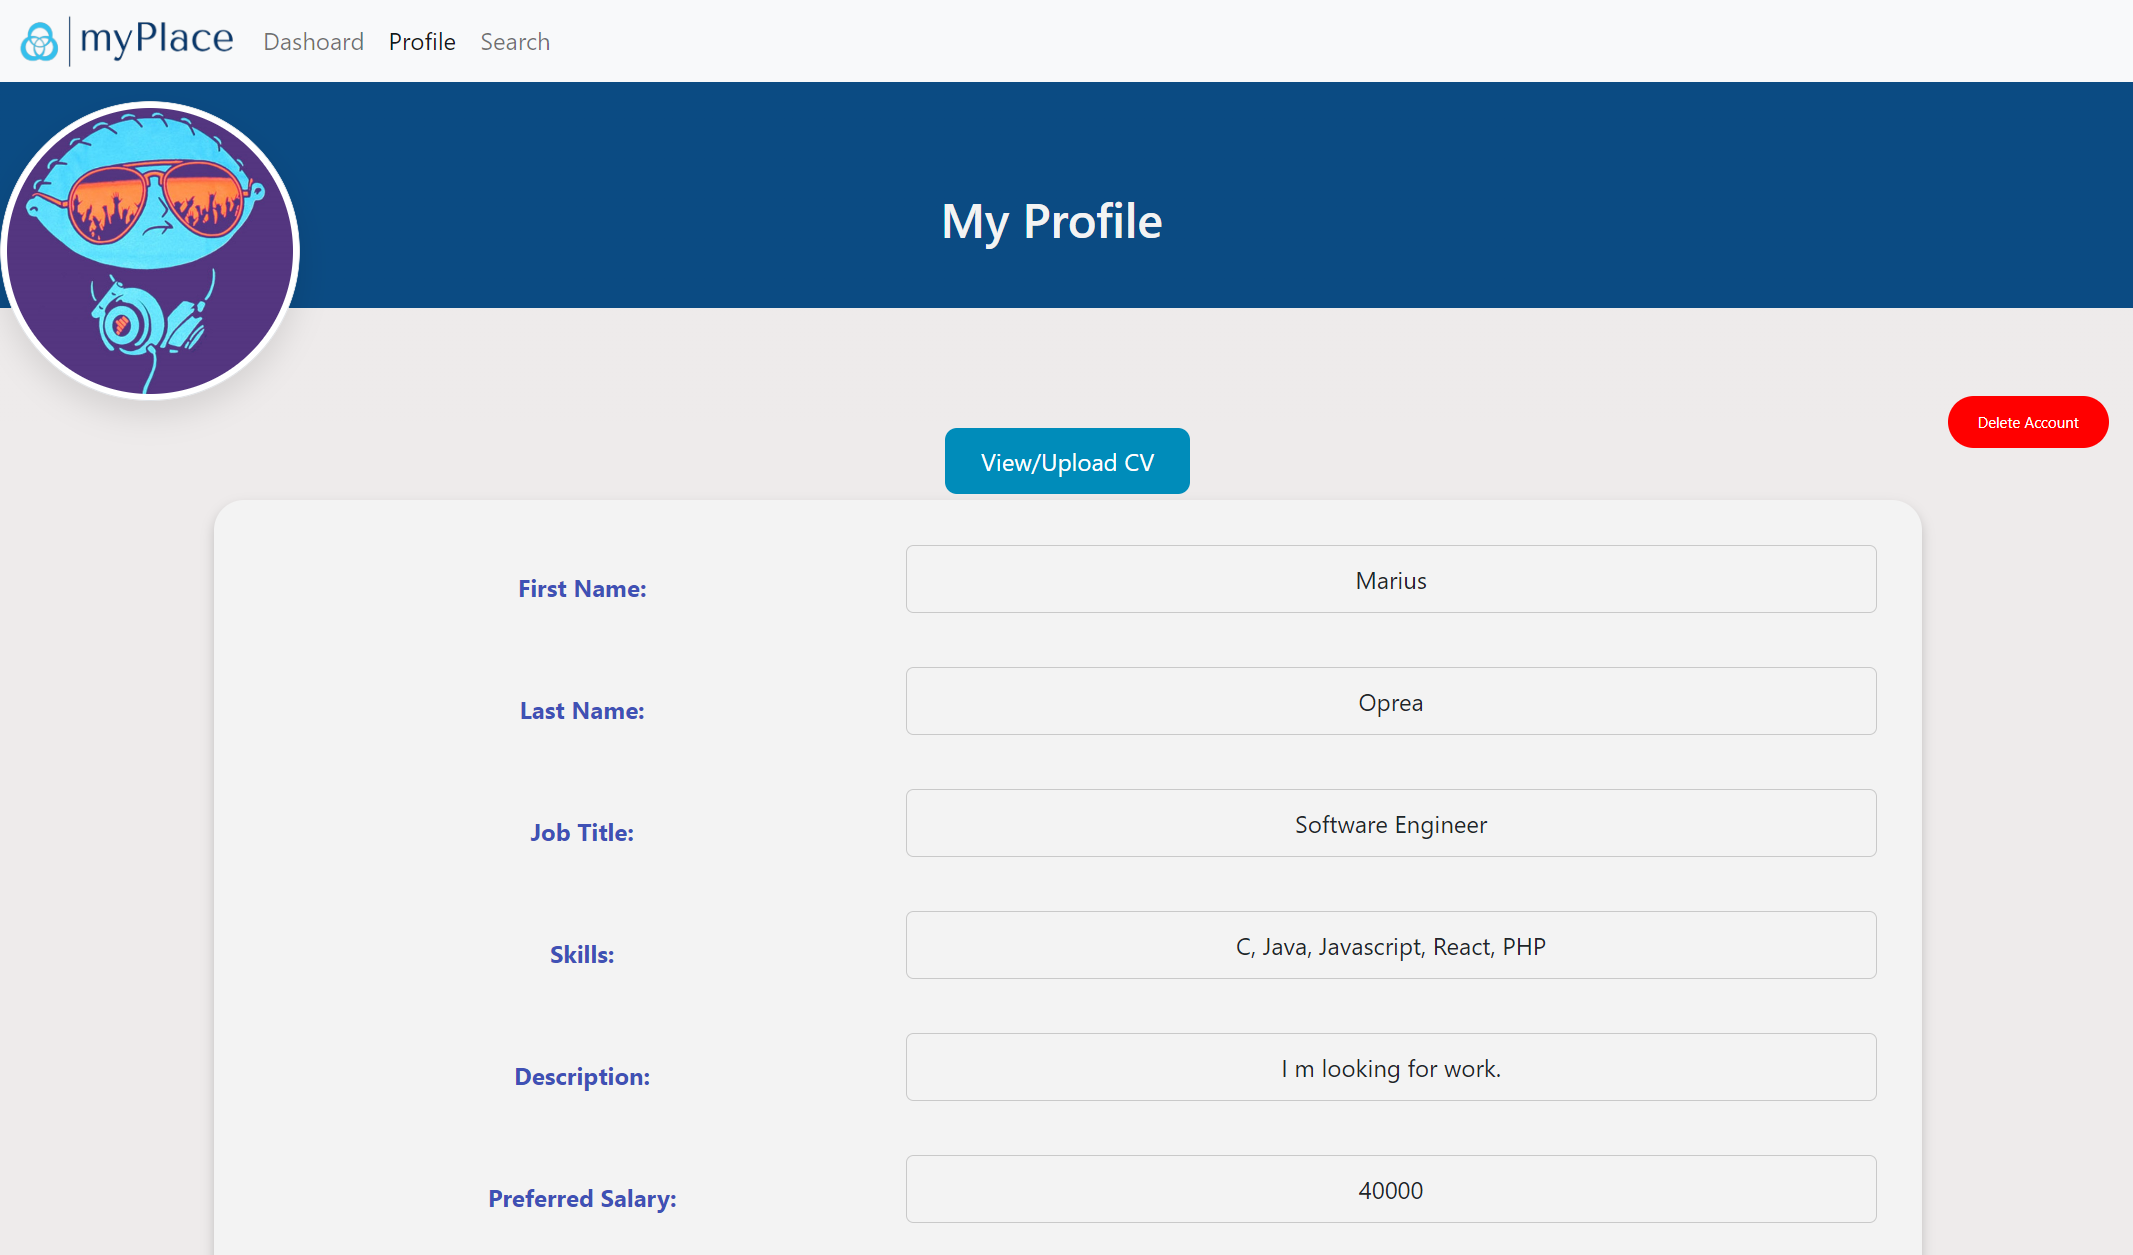 myPlace Dashoard Profile Search
My Profile
Delete Account
View/Upload CV
First Name: Marius
Last Name: Oprea
Job Title: Software Engineer
Skills: C, Java, Javascript, React, PHP
Description: I m looking for work.
Preferred Salary: 40000